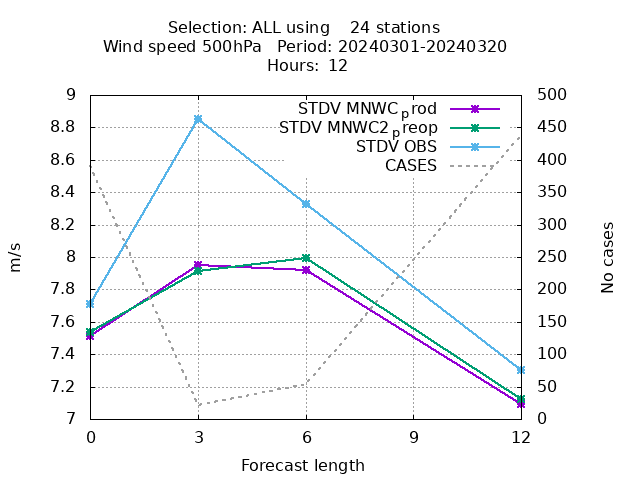 Selection: ALL using    24 stations
Wind speed 500hPa   Period: 20240301-20240320
Hours:  12
9
8.8
8.6
8.4
8.2
8
7.8
7.6
7.4
7.2
7
500
450
400
350
300
250
200
150
100
50
0
STDV MNWCprod
STDV MNWC2preop
STDV OBS
CASES
m/s
No cases
0 3 6 9 12
Forecast length